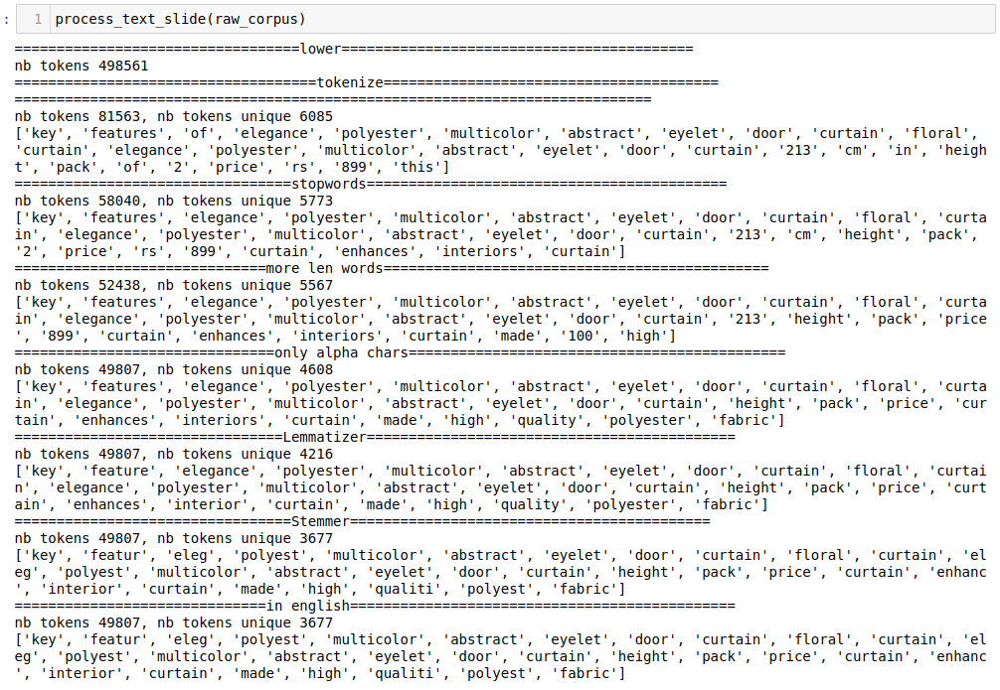 : 1 process_text_slide(raw_corpus)
==================================lower==========================================
nb tokens 498561
====================================tokenize========================================
============================================================================
nb tokens 81563, nb tokens unique 6085
['key', 'features', 'of', 'elegance', 'polyester', 'multicolor', 'abstract', 'eyelet', 'door', 'curtain', 'floral',
'curtain', 'elegance', 'polyester', 'multicolor', 'abstract', 'eyelet', 'door', 'curtain', '213', 'cm', 'in', 'heigh
t', 'pack', 'of', '2', 'price', 'rs', '899', 'this']
=================================stopwords===========================================
nb tokens 58040, nb tokens unique 5773
['key', 'features', 'elegance', 'polyester', 'multicolor', 'abstract', 'eyelet', 'door', 'curtain', 'floral', 'curta
in', 'elegance', 'polyester', 'multicolor', 'abstract', 'eyelet', 'door', 'curtain', '213', 'cm', 'height', 'pack',
'2', 'price', 'rs', '899', 'curtain', 'enhances', 'interiors', 'curtain']
==============================more len words==============================================
nb tokens 52438, nb tokens unique 5567
['key', 'features', 'elegance', 'polyester', 'multicolor', 'abstract', 'eyelet', 'door', 'curtain', 'floral', 'curta
in', 'elegance', 'polyester', 'multicolor', 'abstract', 'eyelet', 'door', 'curtain', '213', 'height', 'pack', 'price
', '899', 'curtain', 'enhances', 'interiors', 'curtain', 'made', '100', 'high']
===============================only alpha chars=============================================
nb tokens 49807, nb tokens unique 4608
['key', 'features', 'elegance', 'polyester', 'multicolor', 'abstract', 'eyelet', 'door', 'curtain', 'floral', 'curta
in', 'elegance', 'polyester', 'multicolor', 'abstract', 'eyelet', 'door', 'curtain', 'height', 'pack', 'price', 'cur
tain', 'enhances', 'interiors', 'curtain', 'made', 'high', 'quality', 'polyester', 'fabric']
================================Lemmatizer============================================
nb tokens 49807, nb tokens unique 4216
['key', 'feature', 'elegance', 'polyester', 'multicolor', 'abstract', 'eyelet', 'door', 'curtain', 'floral', 'curtai
n', 'elegance', 'polyester', 'multicolor', 'abstract', 'eyelet', 'door', 'curtain', 'height', 'pack', 'price', 'curt
ain', 'enhances', 'interior', 'curtain', 'made', 'high', 'quality', 'polyester', 'fabric']
=================================Stemmer===========================================
nb tokens 49807, nb tokens unique 3677
['key', 'featur', 'eleg', 'polyest', 'multicolor', 'abstract', 'eyelet', 'door', 'curtain', 'floral', 'curtain', 'el
eg', 'polyest', 'multicolor', 'abstract', 'eyelet', 'door', 'curtain', 'height', 'pack', 'price', 'curtain', 'enhanc
', 'interior', 'curtain', 'made', 'high', 'qualiti', 'polyest', 'fabric']
==============================in english==============================================
nb tokens 49807, nb tokens unique 3677
['key', 'featur', 'eleg', 'polyest', 'multicolor', 'abstract', 'eyelet', 'door', 'curtain', 'floral', 'curtain', 'el
eg', 'polyest', 'multicolor', 'abstract', 'eyelet', 'door', 'curtain', 'height', 'pack', 'price', 'curtain', 'enhanc
', 'interior', 'curtain', 'made', 'high', 'qualiti', 'polyest', 'fabric']